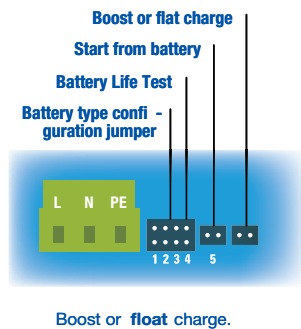 Boost or flat charge
Start from battery
Battery Life Test
Battery type confi -
guration jumper
L N PE
1 2 3 4 5
Boost or float charge.